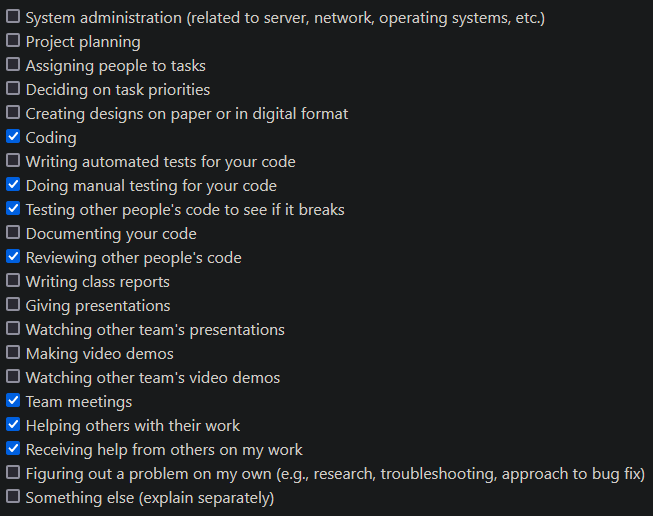 System administration (related to server, network, operating systems, etc.)
Project planning
Assigning people to tasks
Deciding on task priorities
Creating designs on paper or in digital format
Coding
Writing automated tests for your code
Doing manual testing for your code
Testing other people's code to see if it breaks
Documenting your code
Reviewing other people's code
Writing class reports
Giving presentations
Watching other team's presentations
Making video demos
Watching other team's video demos
Team meetings
Helping others with their work
Receiving help from others on my work
Figuring out a problem on my own (e.g., research, troubleshooting, approach to bug fix)
Something else (explain separately)